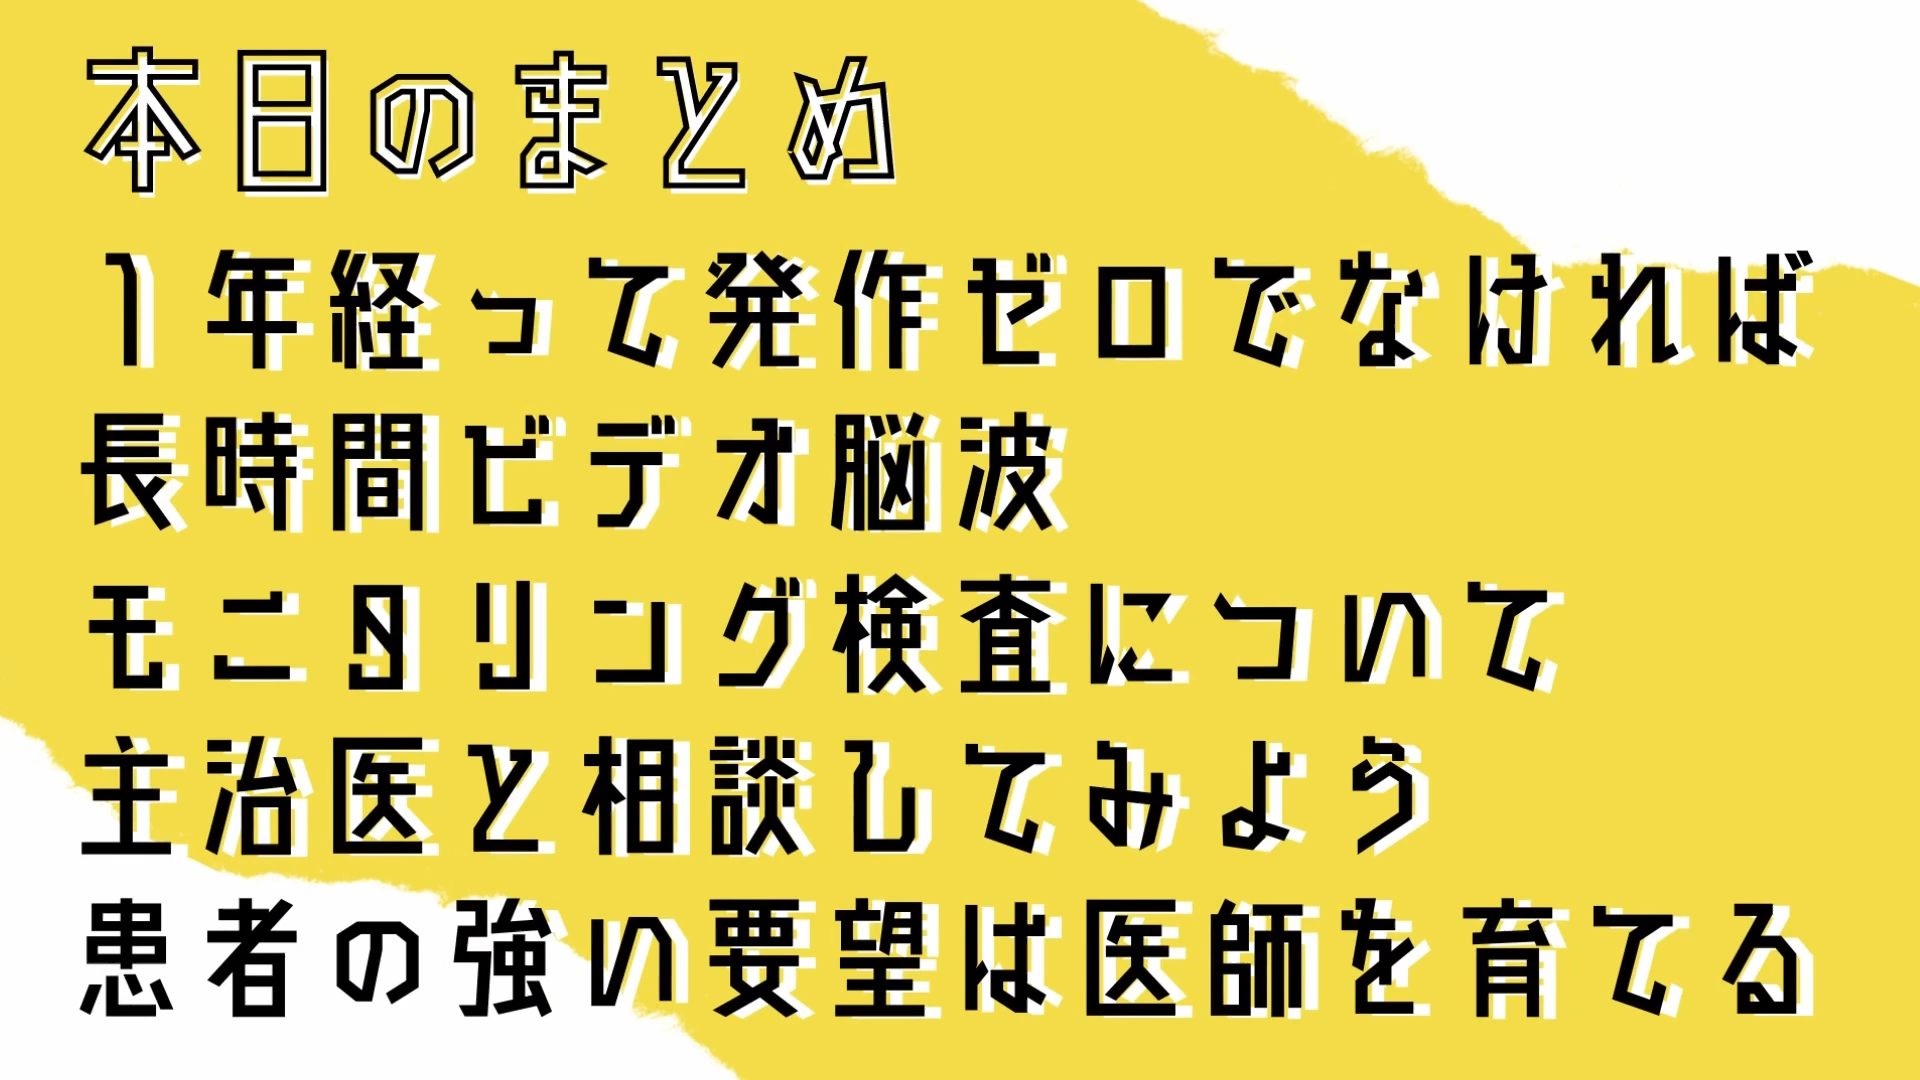 本日のまとめ
1年経って発作ゼロでなければ
長時間ビデオ脳波
モニタリング検査について
主治医と相談してみよう
患者の強い要望は医師を育てる